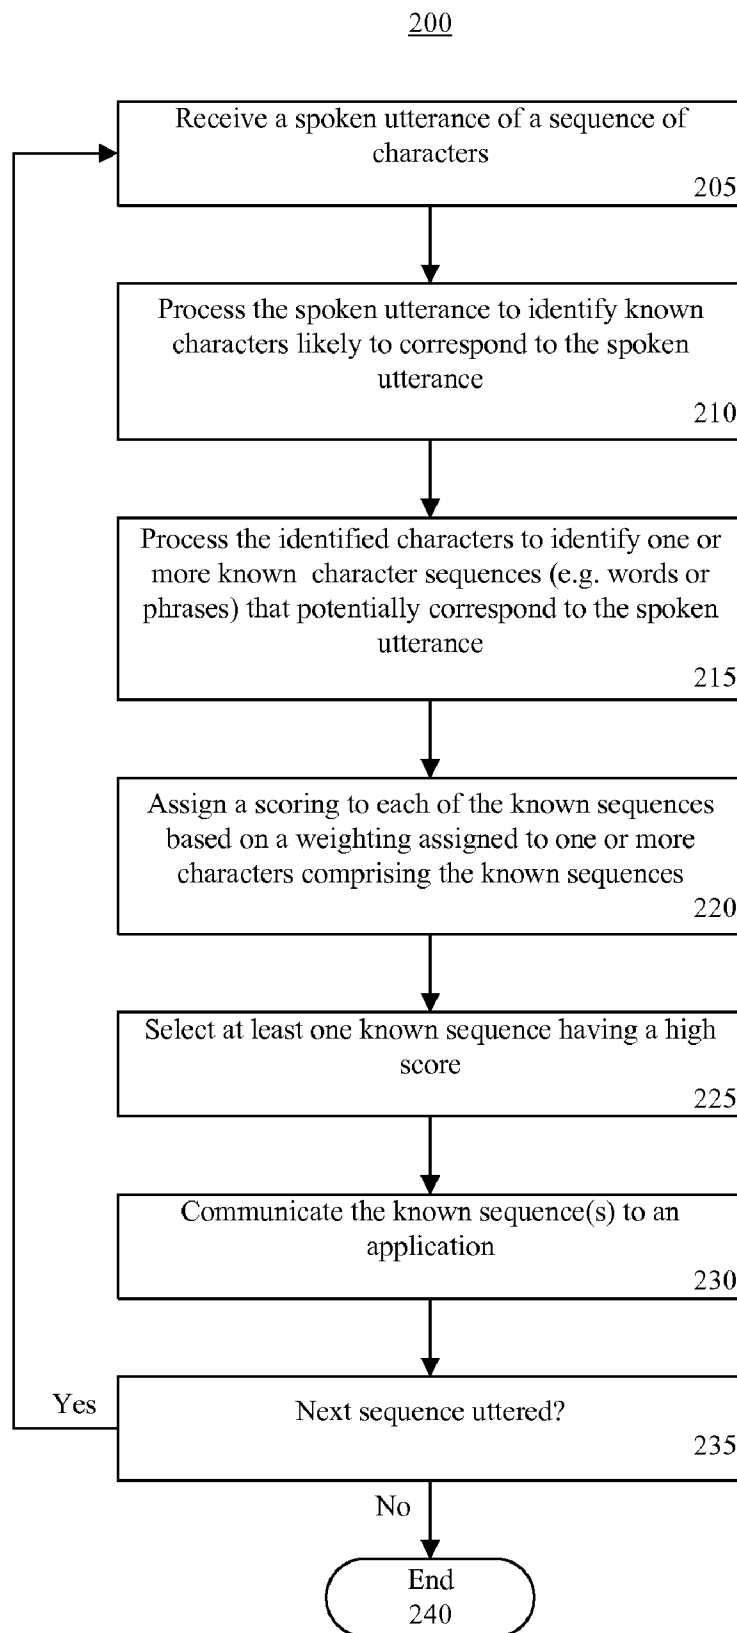 200
Receive a spoken utterance of a sequence of
characters
205
Process the spoken utterance to identify known
characters likely to correspond to the spoken
utterance
210
Process the identified characters to identify one or
more known  character sequences (e.g. words or
phrases) that potentially correspond to the spoken
utterance
215
Assign a scoring to each of the known sequences
based on a weighting assigned to one or more
characters comprising the known sequences
220
Select at least one known sequence having a high
score
225
Communicate the known sequence(s) to an
application
230
Yes
Next sequence uttered?
235
No
End
240